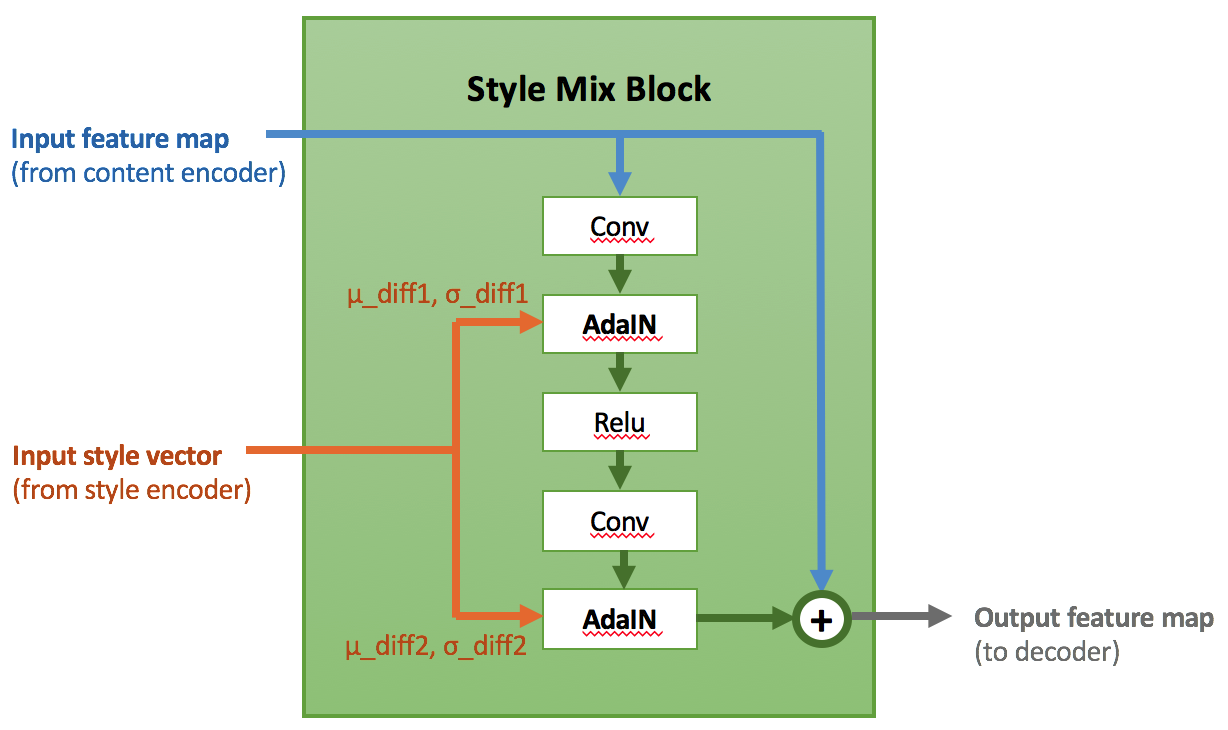 Style Mix Block
Input feature map
(from content encoder)
Conv
μ_diff1, σ_diff1
AdaIN
Relu
Input style vector
(from style encoder)
Conv
AdaIN
μ_diff2, σ_diff2
+
Output feature map
(to decoder)